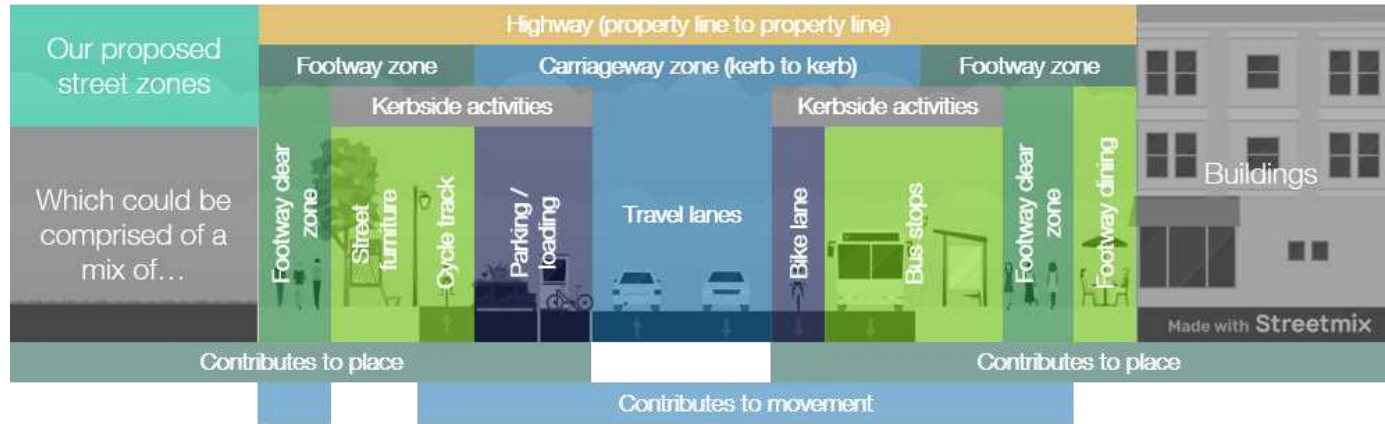 Our proposed
street zones
Highway (property line to property line)
Footway zone
Carriageway zone (kerb to kerb)
Footway zone
Kerbside activities
Kerbside activities
Which could be
comprised of a
mix of...
Footway clear
zone
Street
furniture
Cycle track
Parking /
loading
Travel lanes
Bike lane
Bus stops
Footway clear
zone
Footway dining
Buildings
Made with Streetmix
Contributes to place
Contributes to place
Contributes to movement